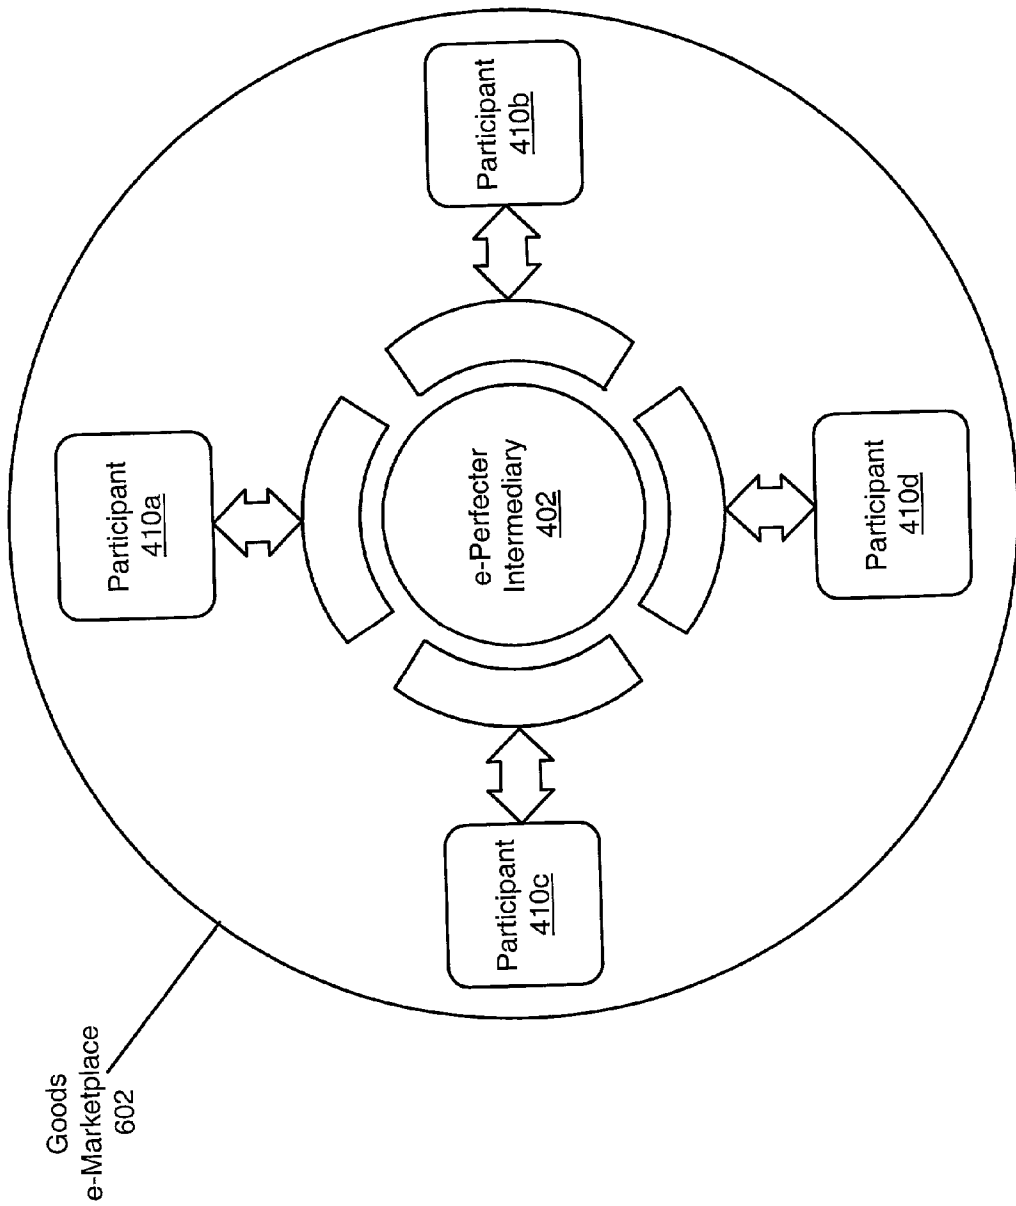 Goods
e-Marketplace
602
Participant
410a
Participant
410b
e-Perfecter
Intermediary
402
Participant
410c
Participant
410d